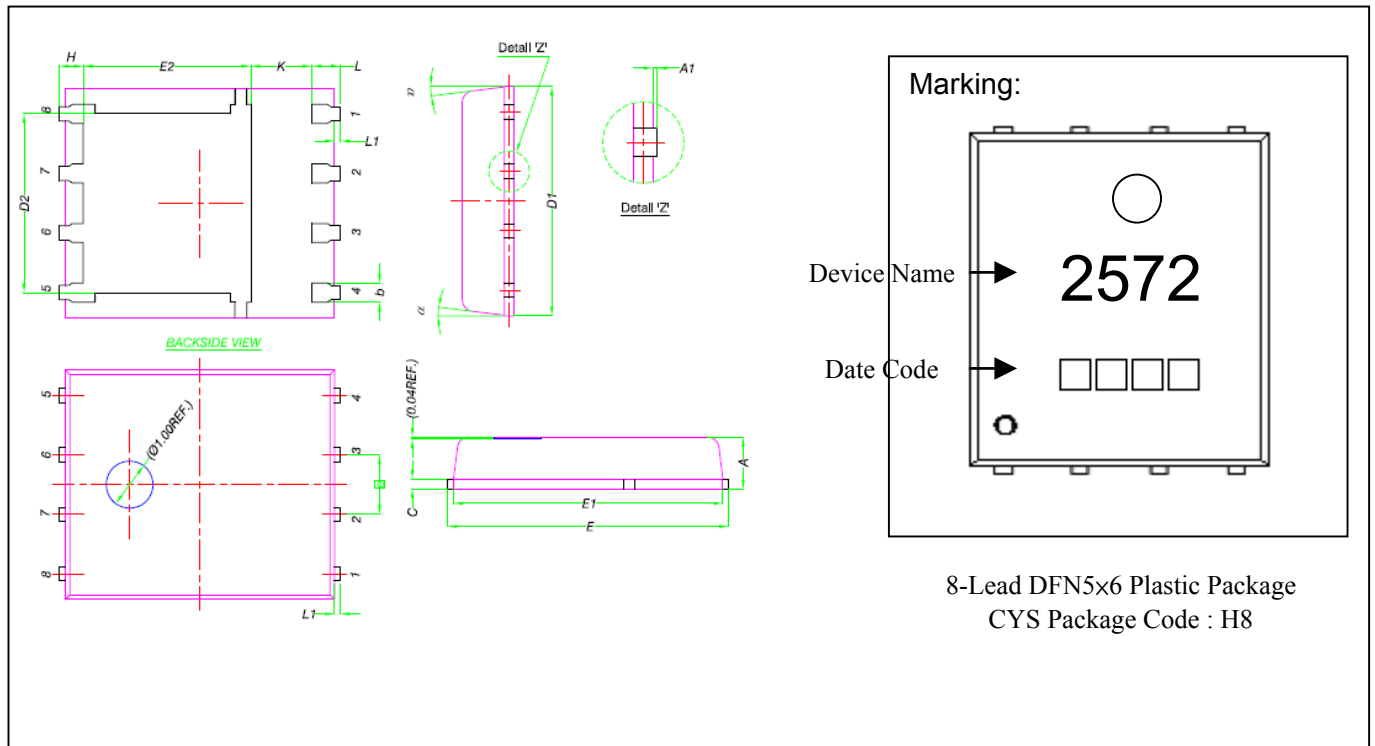 H E2 K L
8 1
L1
7 2
D2
6 3
5 4 b
BACKSIDE VIEW
Detail 'Z'
α
D1
α
A1
Detail 'Z'
5 4
6 3
(Ø1.00REF.)
7 2
8 1
L1
(0.04REF.)
A
C
E1
E
Marking:
Device Name
2572
Date Code
8-Lead DFN5×6 Plastic Package
CYS Package Code : H8